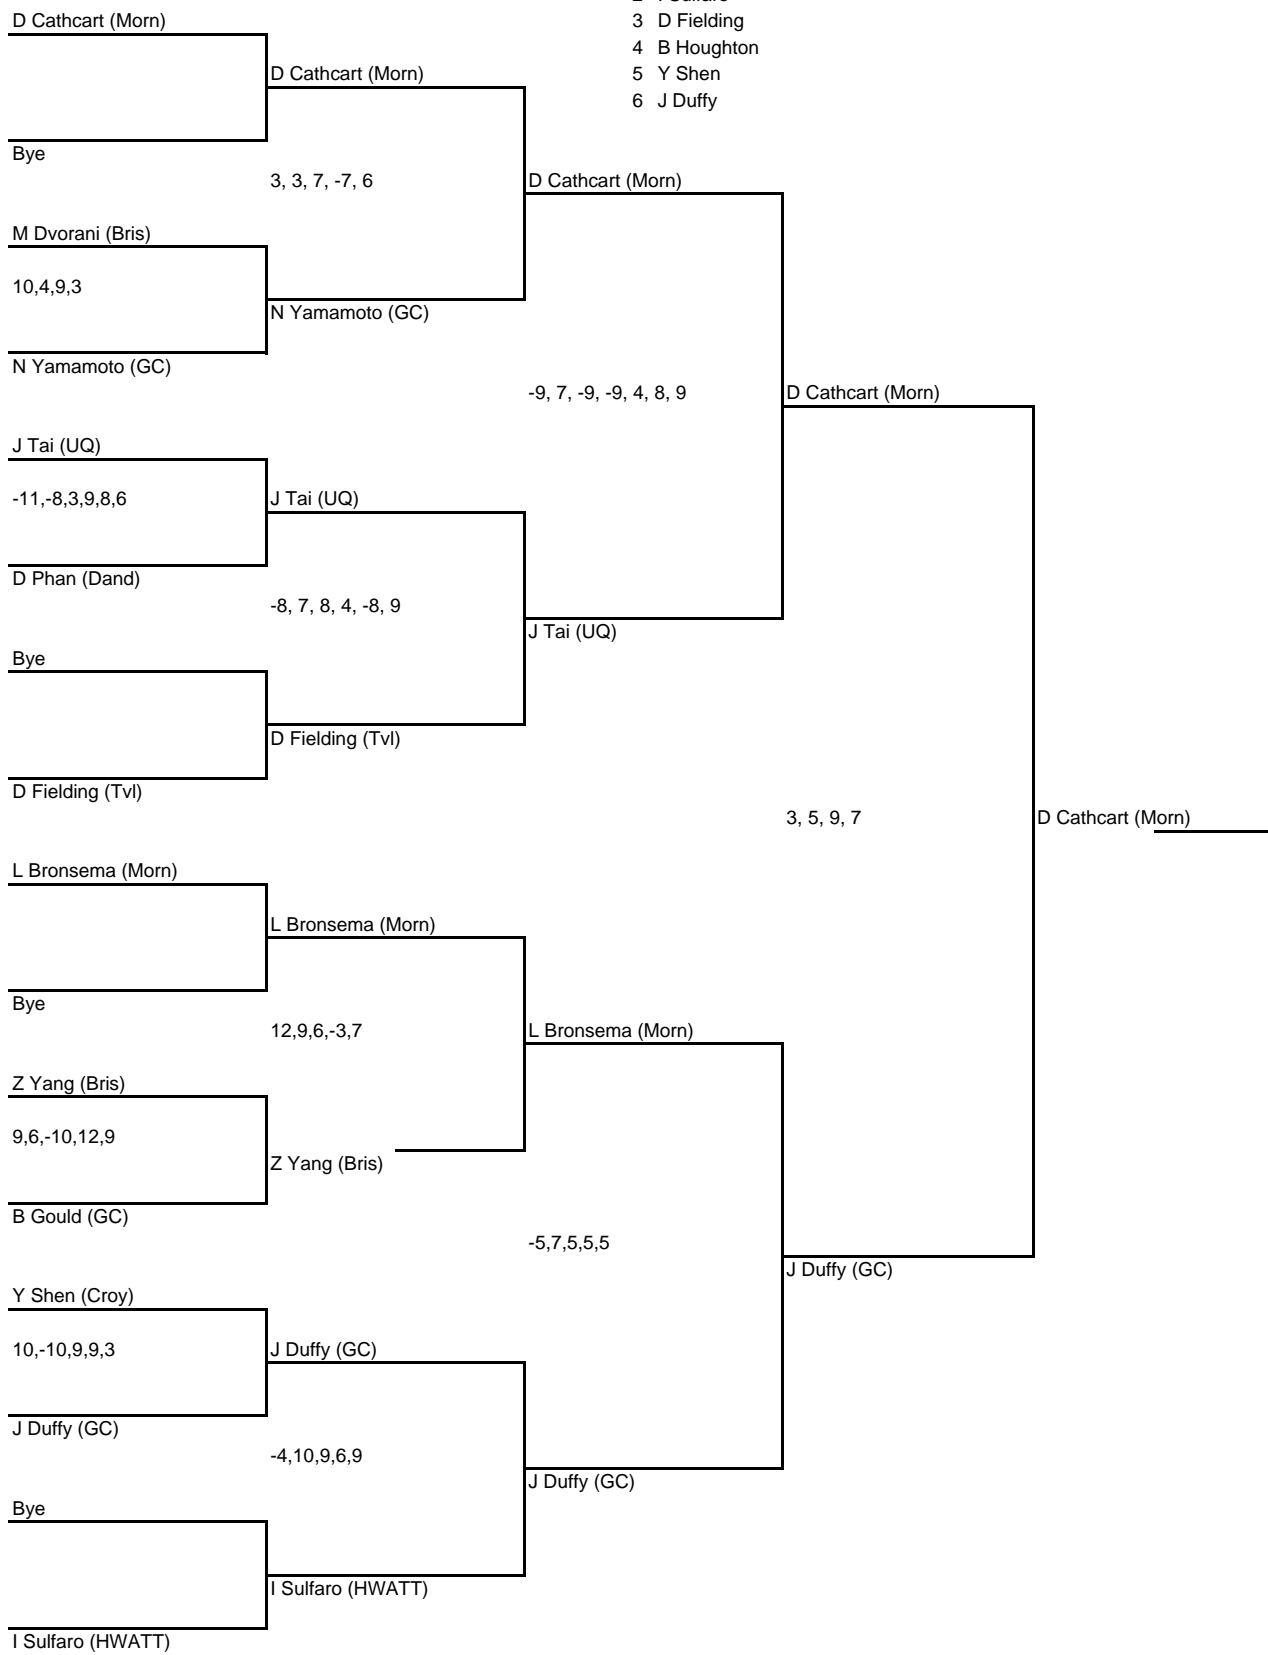 3 D Fielding
4 B Houghton
5 Y Shen
6 J Duffy
D Cathcart (Morn)
D Cathcart (Morn)
Bye
3, 3, 7, -7, 6
D Cathcart (Morn)
M Dvorani (Bris)
10,4,9,3
N Yamamoto (GC)
N Yamamoto (GC)
-9, 7, -9, -9, 4, 8, 9
D Cathcart (Morn)
J Tai (UQ)
-11,-8,3,9,8,6
J Tai (UQ)
D Phan (Dand)
-8, 7, 8, 4, -8, 9
J Tai (UQ)
Bye
D Fielding (Tvl)
D Fielding (Tvl)
3, 5, 9, 7
D Cathcart (Morn)
L Bronsema (Morn)
L Bronsema (Morn)
Bye
12,9,6,-3,7
L Bronsema (Morn)
Z Yang (Bris)
9,6,-10,12,9
Z Yang (Bris)
B Gould (GC)
-5,7,5,5,5
J Duffy (GC)
Y Shen (Croy)
10,-10,9,9,3
J Duffy (GC)
J Duffy (GC)
-4,10,9,6,9
J Duffy (GC)
Bye
I Sulfaro (HWATT)
I Sulfaro (HWATT)